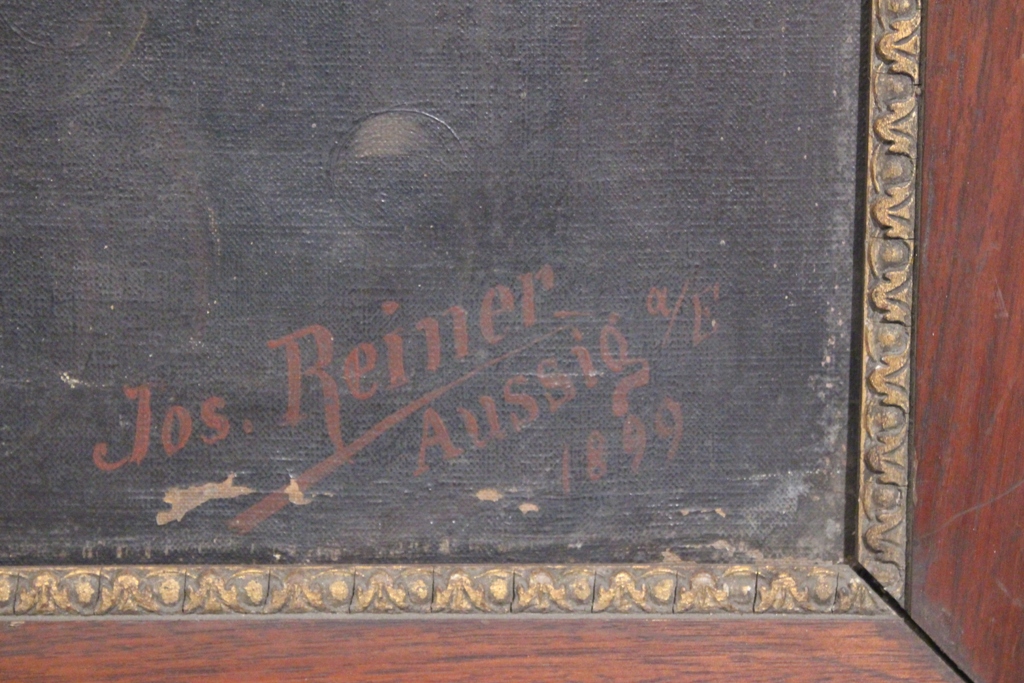 Jos. Reiner
Aussig a/E
1899